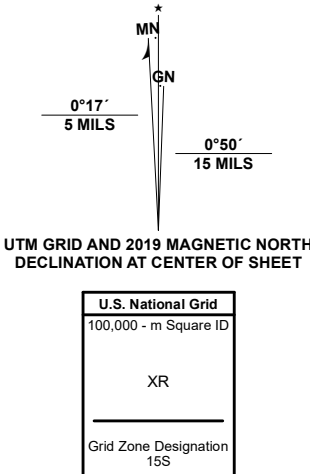 ★
MN
GN
0°17´
5 MILS
0°50´
15 MILS
UTM GRID AND 2019 MAGNETIC NORTH
DECLINATION AT CENTER OF SHEET
U.S. National Grid
100,000 - m Square ID
XR
Grid Zone Designation
15S